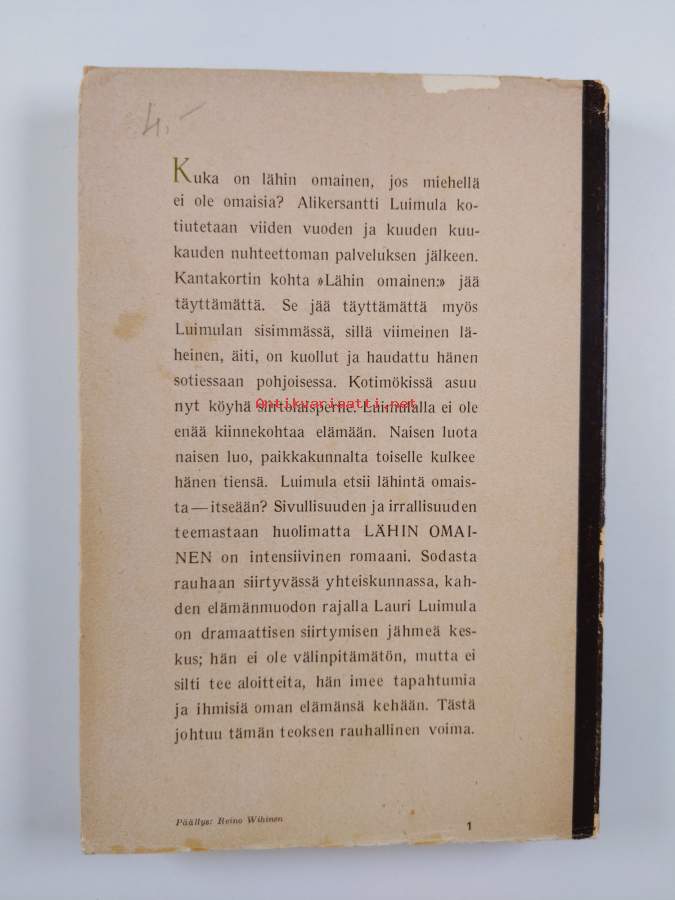 4.-
Kuka on lähin omainen, jos miehellä
ei ole omaisia? Alikersantti Luimula ko-
tiutetaan viiden vuoden ja kuuden kuu-
kauden nuhteettoman palveluksen jälkeen.
Kantakortin kohta »Lähin omainen:» jää
täyttämättä. Se jää täyttämättä myös
Luimulan sisimmässä, sillä viimeinen lä-
heinen, äiti, on kuollut ja haudattu hänen
sotiessaan pohjoisessa. Kotimökissä asuu
Antikvariaatti.net
nyt köyhä siirtolaisperhe. Luimulalla ei ole
enää kiinnekohtaa elämään. Naisen luota
naisen luo, paikkakunnalta toiselle kulkee
hänen tiensä. Luimula etsii lähintä omais-
ta—itseään? Sivullisuuden ja irrallisuuden
teemastaan huolimatta LÄHIN OMAI-
NEN on intensiivinen romaani. Sodasta
rauhaan siirtyvässä yhteiskunnassa, kah-
den elämänmuodon rajalla Lauri Luimula
on dramaattisen siirtymisen jähmeä kes-
kus; hän ei ole välinpitämätön, mutta ei
silti tee aloitteita, hän imee tapahtumia
ja ihmisiä oman elämänsä kehään. Tästä
johtuu tämän teoksen rauhallinen voima.
Päällys: Reino Wihinen
1